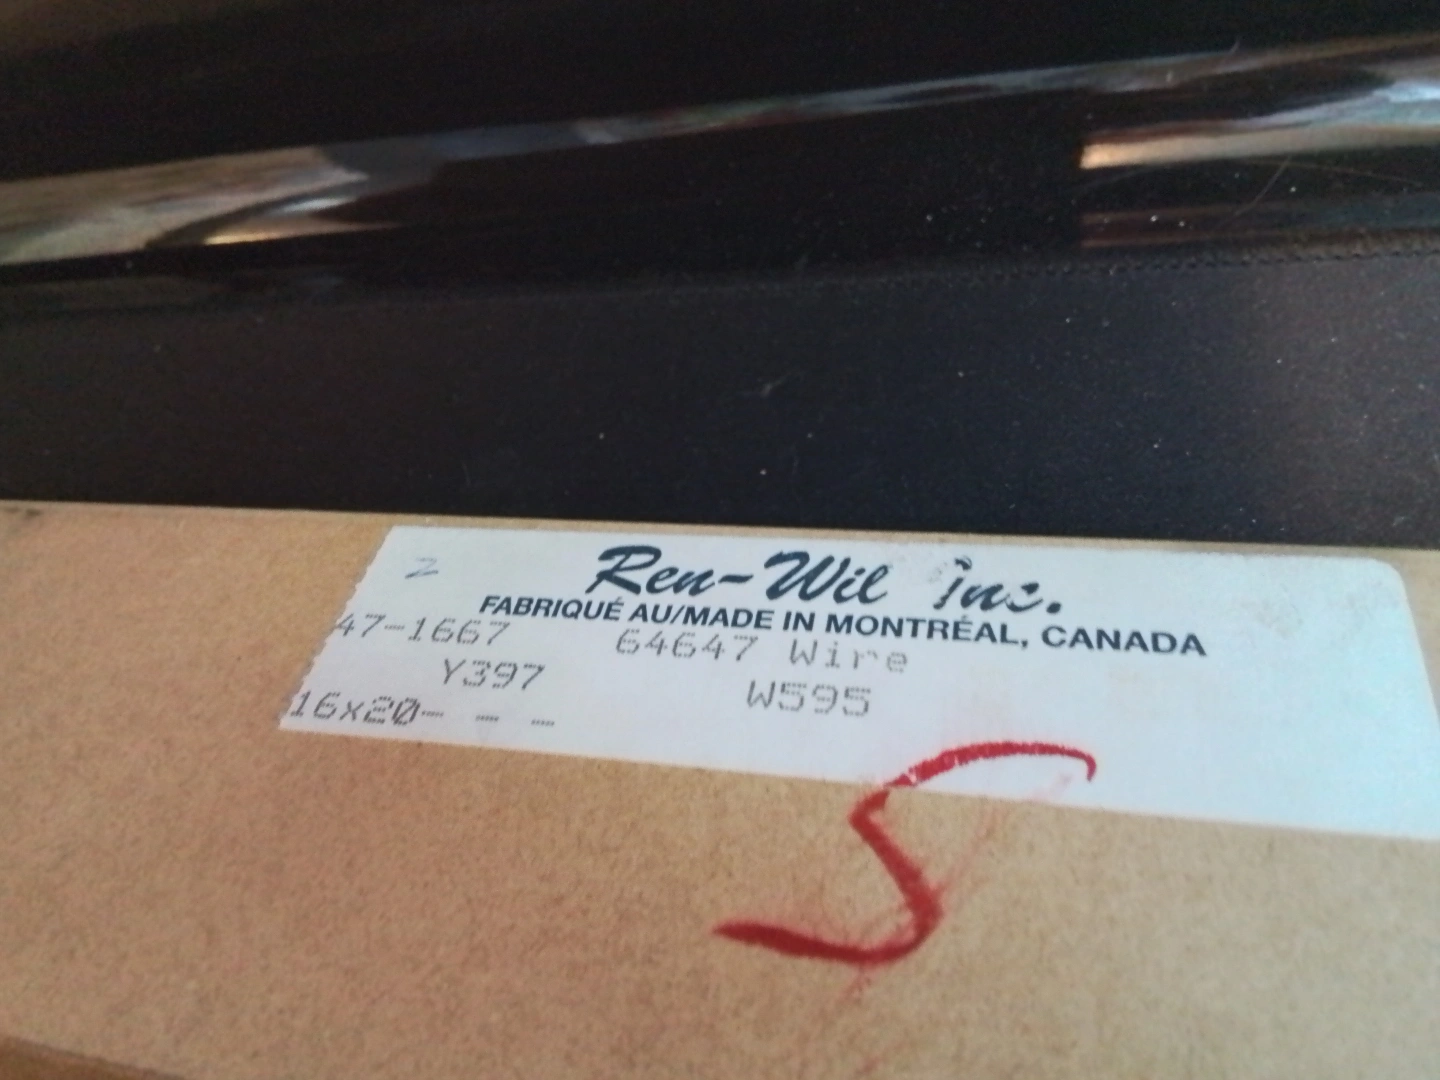 2
Ren-Wil Inc.
FABRIQUÉ AU/MADE IN MONTRÉAL, CANADA
47-1667 64647 Wire
Y397 W595
16x20- - -
S